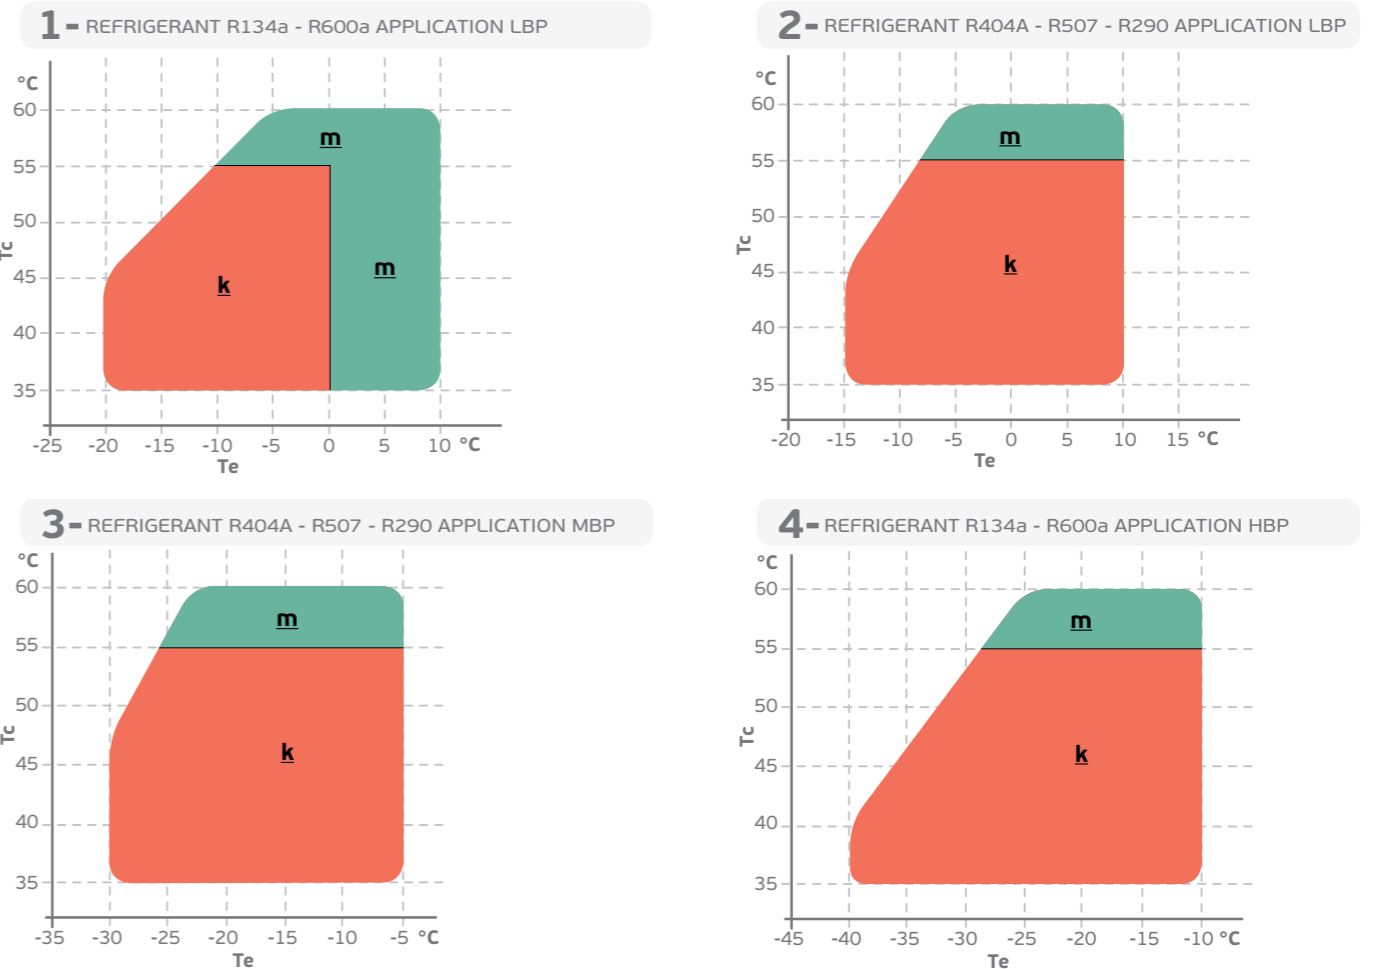 1- REFRIGERANT R134a - R600a APPLICATION LBP
°C
60
55
50
45
40
35
Tc
m
m
k
-25 -20 -15 -10 -5 0 5 10 °C
Te
2- REFRIGERANT R404A - R507 - R290 APPLICATION LBP
°C
60
55
50
45
40
35
Tc
m
k
-20 -15 -10 -5 0 5 10 15 °C
Te
3- REFRIGERANT R404A - R507 - R290 APPLICATION MBP
°C
60
55
50
45
40
35
Tc
m
k
-35 -30 -25 -20 -15 -10 -5 °C
Te
4- REFRIGERANT R134a - R600a APPLICATION HBP
°C
60
55
50
45
40
35
Tc
m
k
-45 -40 -35 -30 -25 -20 -15 -10 °C
Te